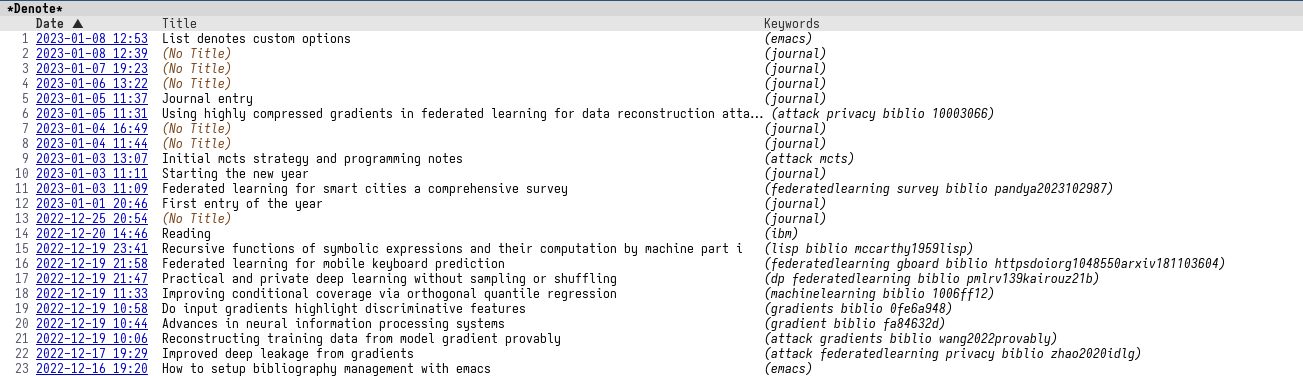 *Denote*
Date ▲ Title Keywords
1 2023-01-08 12:53 List denotes custom options (emacs)
2 2023-01-08 12:39 (No Title) (journal)
3 2023-01-07 19:23 (No Title) (journal)
4 2023-01-06 13:22 (No Title) (journal)
5 2023-01-05 11:37 Journal entry (journal)
6 2023-01-05 11:31 Using highly compressed gradients in federated learning for data reconstruction atta... (attack privacy biblio 10003066)
7 2023-01-04 16:49 (No Title) (journal)
8 2023-01-04 11:44 (No Title) (journal)
9 2023-01-03 13:07 Initial mcts strategy and programming notes (attack mcts)
10 2023-01-03 11:11 Starting the new year (journal)
11 2023-01-03 11:09 Federated learning for smart cities a comprehensive survey (federatedlearning survey biblio pandya2023102987)
12 2023-01-01 20:46 First entry of the year (journal)
13 2022-12-25 20:54 (No Title) (journal)
14 2022-12-20 14:46 Reading (ibm)
15 2022-12-19 23:41 Recursive functions of symbolic expressions and their computation by machine part i (lisp biblio mccarthy1959lisp)
16 2022-12-19 21:58 Federated learning for mobile keyboard prediction (federatedlearning gboard biblio httpsdoiorg1048550arxiv181103604)
17 2022-12-19 21:47 Practical and private deep learning without sampling or shuffling (dp federatedlearning biblio pmlrv139kairouz21b)
18 2022-12-19 11:33 Improving conditional coverage via orthogonal quantile regression (machinelearning biblio 1006ff12)
19 2022-12-19 10:58 Do input gradients highlight discriminative features (gradients biblio 0fe6a948)
20 2022-12-19 10:44 Advances in neural information processing systems (gradient biblio fa84632d)
21 2022-12-19 10:06 Reconstructing training data from model gradient provably (attack gradients biblio wang2022provably)
22 2022-12-17 19:29 Improved deep leakage from gradients (attack federatedlearning privacy biblio zhao2020idlg)
23 2022-12-16 19:20 How to setup bibliography management with emacs (emacs)